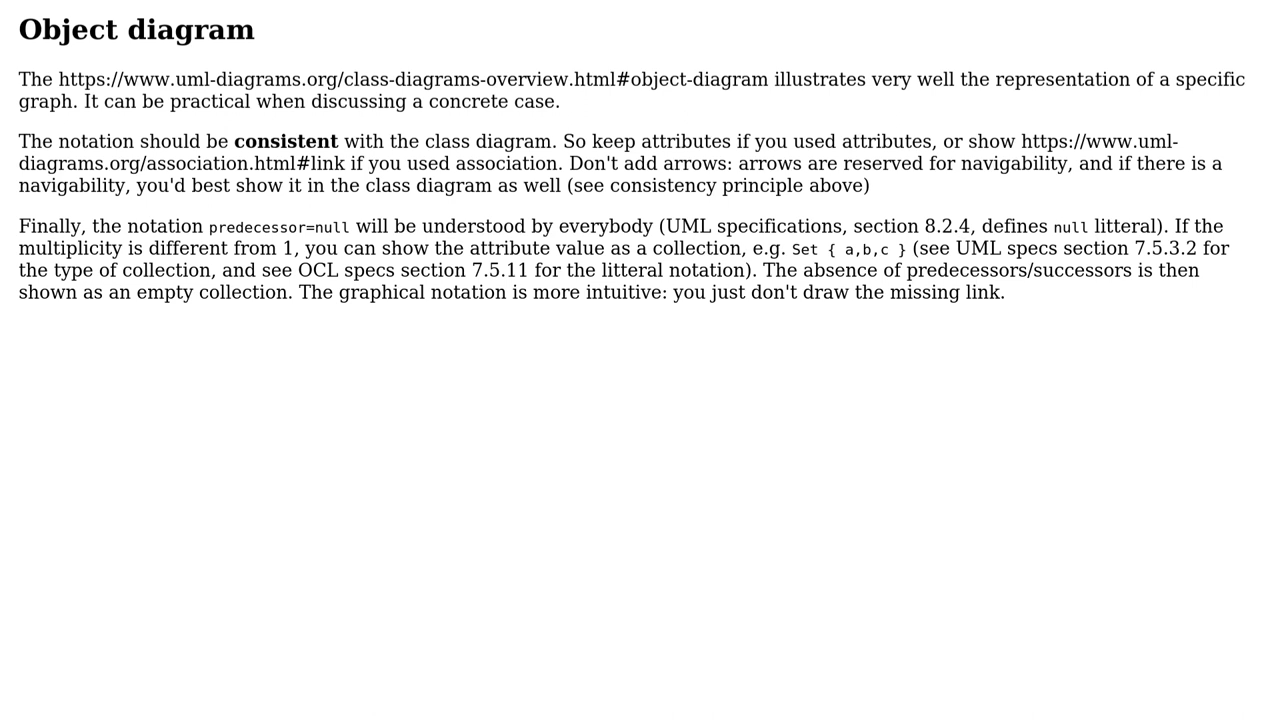 Object diagram
The https://www.uml-diagrams.org/class-diagrams-overview.html#object-diagram illustrates very well the representation of a specific
graph. It can be practical when discussing a concrete case.
The notation should be consistent with the class diagram. So keep attributes if you used attributes, or show https://www.uml-
diagrams.org/association.html#link if you used association. Don't add arrows: arrows are reserved for navigability, and if there is a
navigability, you'd best show it in the class diagram as well (see consistency principle above)
Finally, the notation predecessor=null will be understood by everybody (UML specifications, section 8.2.4, defines null litteral). If the
multiplicity is different from 1, you can show the attribute value as a collection, e.g. Set { a,b,c } (see UML specs section 7.5.3.2 for
the type of collection, and see OCL specs section 7.5.11 for the litteral notation). The absence of predecessors/successors is then
shown as an empty collection. The graphical notation is more intuitive: you just don't draw the missing link.